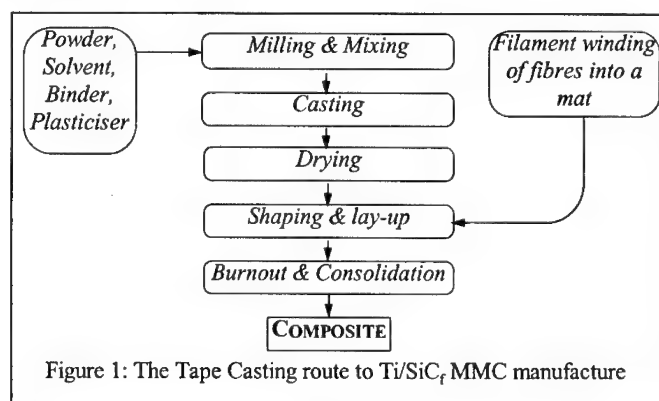 Powder,
Solvent,
Binder,
Plasticiser
Milling & Mixing
Filament winding
of fibres into a
mat
Casting
Drying
Shaping & lay-up
Burnout & Consolidation
COMPOSITE
Figure 1: The Tape Casting route to Ti/SiCf MMC manufacture